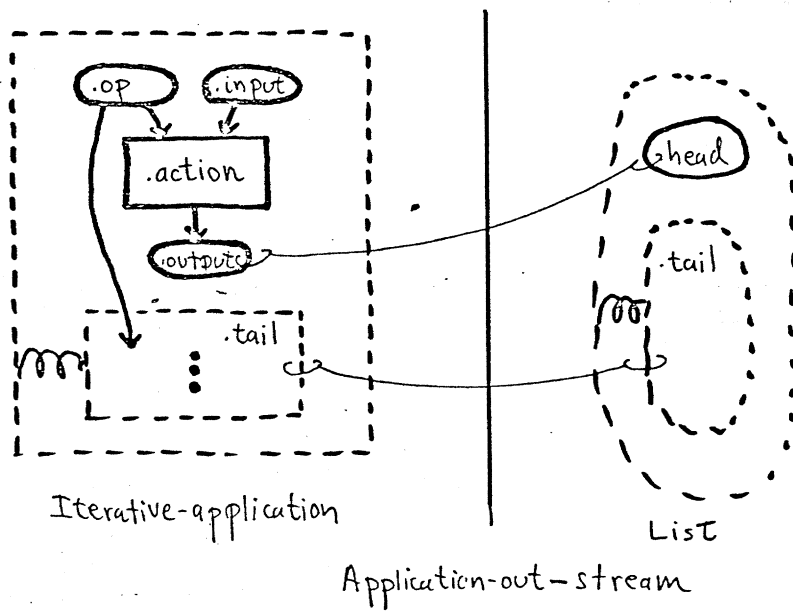 .op
.input
.action
.output
.tail
Iterative-application
.head
.tail
List
Application-out-stream